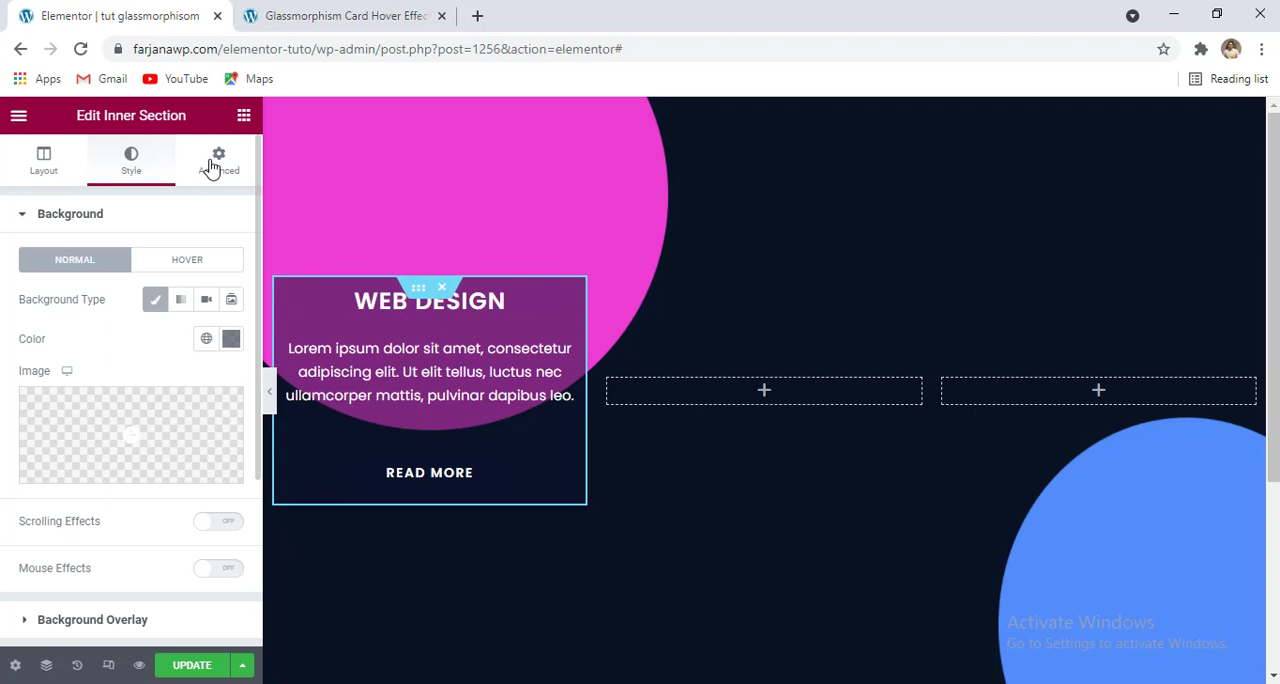 Elementor | tut glassmorphisom
Glassmorphism Card Hover Effec
farjanawp.com/elementor-tuto/wp-admin/post.php?post=1256&action=elementor#
Apps Gmail YouTube Maps Reading list
Edit Inner Section
Layout Style Advanced
Background
NORMAL HOVER
Background Type
Color
Image
Scrolling Effects OFF
Mouse Effects OFF
Background Overlay
UPDATE
WEB DESIGN
Lorem ipsum dolor sit amet, consectetur
adipiscing elit. Ut elit tellus, luctus nec
ullamcorper mattis, pulvinar dapibus leo.
READ MORE
Activate Windows
Go to Settings to activate Windows.